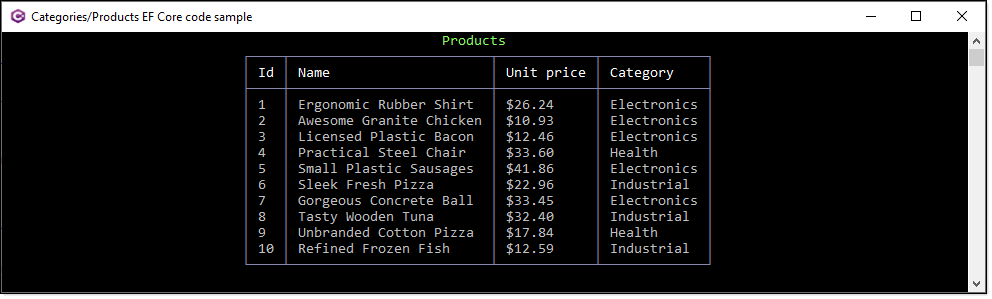 Categories/Products EF Core code sample
Products
Id Name Unit price Category
1 Ergonomic Rubber Shirt $26.24 Electronics
2 Awesome Granite Chicken $10.93 Electronics
3 Licensed Plastic Bacon $12.46 Electronics
4 Practical Steel Chair $33.60 Health
5 Small Plastic Sausages $41.86 Electronics
6 Sleek Fresh Pizza $22.96 Industrial
7 Gorgeous Concrete Ball $33.45 Electronics
8 Tasty Wooden Tuna $32.40 Industrial
9 Unbranded Cotton Pizza $17.84 Health
10 Refined Frozen Fish $12.59 Industrial